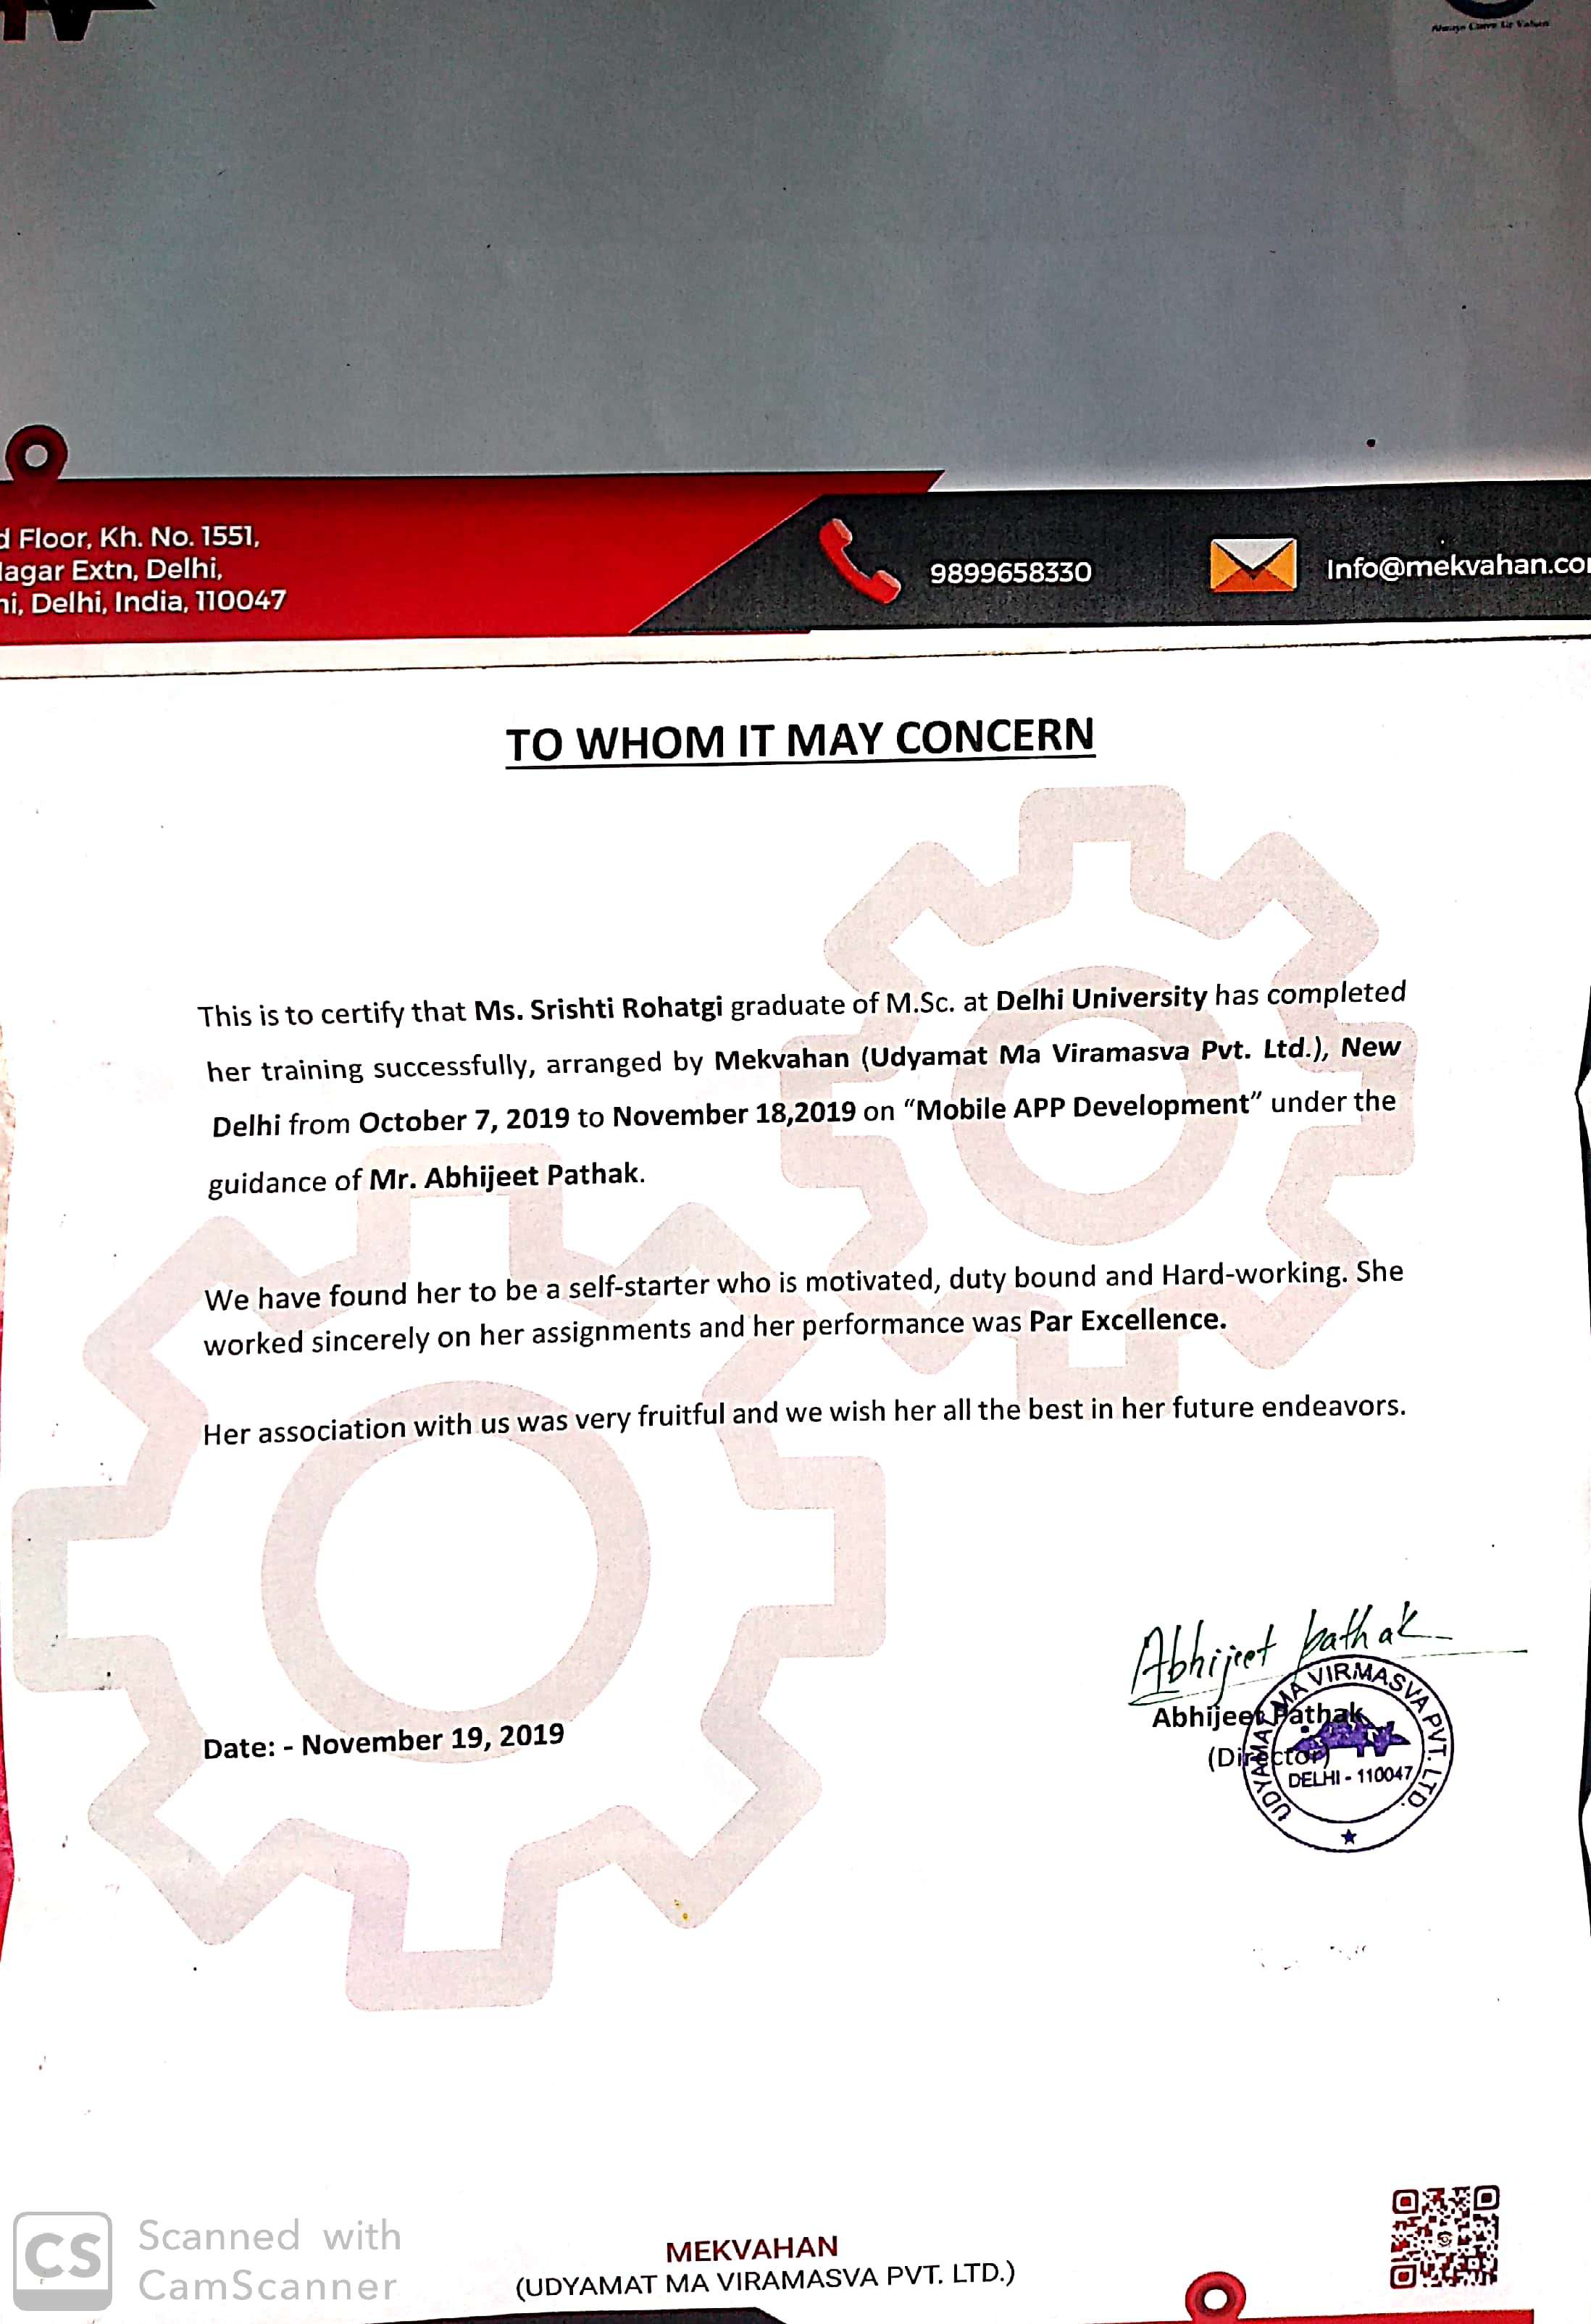 Always Carve Ur Values
d Floor, Kh. No. 1551,
Nagar Extn, Delhi,
hi, Delhi, India, 110047
9899658330
Info@mekvahan.co
TO WHOM IT MAY CONCERN
This is to certify that Ms. Srishti Rohatgi graduate of M.Sc. at Delhi University has completed
her training successfully, arranged by Mekvahan (Udyamat Ma Viramasva Pvt. Ltd.), New
Delhi from October 7, 2019 to November 18,2019 on “Mobile APP Development” under the
guidance of Mr. Abhijeet Pathak.
We have found her to be a self-starter who is motivated, duty bound and Hard-working. She
worked sincerely on her assignments and her performance was Par Excellence.
Her association with us was very fruitful and we wish her all the best in her future endeavors.
Abhijeet pathak
Abhijeet Pathak
(Director)
UDYAMAT MA VIRMASVA PVT. LTD.
DELHI - 110047
Date: - November 19, 2019
CS Scanned with
CamScanner
MEKVAHAN
(UDYAMAT MA VIRAMASVA PVT. LTD.)